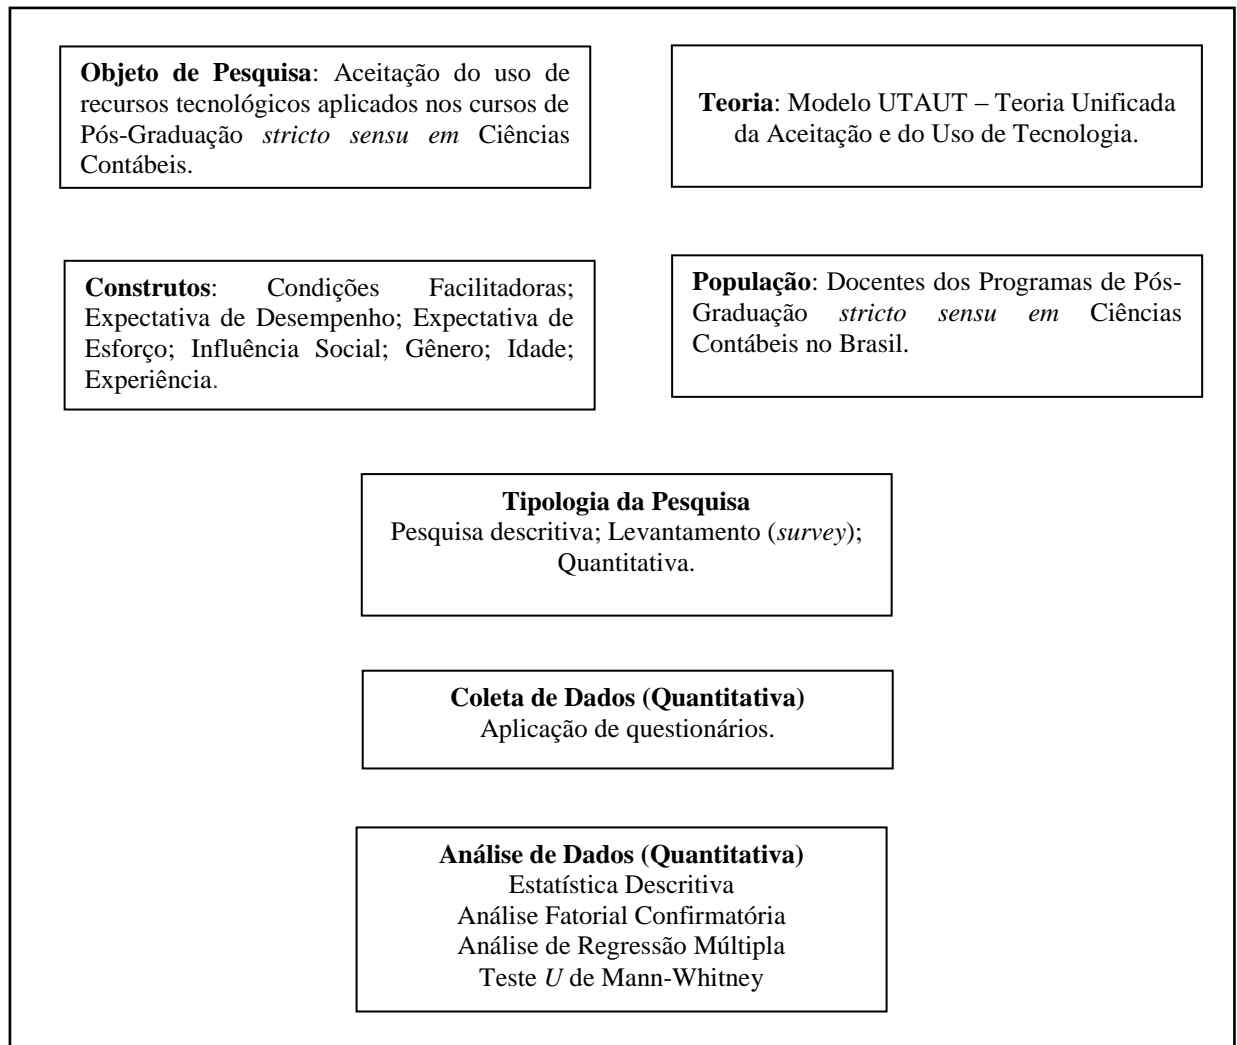 Objeto de Pesquisa: Aceitação do uso de
recursos tecnológicos aplicados nos cursos de
Pós-Graduação stricto sensu em Ciências
Contábeis.
Teoria: Modelo UTAUT – Teoria Unificada
da Aceitação e do Uso de Tecnologia.
Construtos: Condições Facilitadoras;
Expectativa de Desempenho; Expectativa de
Esforço; Influência Social; Gênero; Idade;
Experiência.
População: Docentes dos Programas de Pós-
Graduação stricto sensu em Ciências
Contábeis no Brasil.
Tipologia da Pesquisa
Pesquisa descritiva; Levantamento (survey);
Quantitativa.
Coleta de Dados (Quantitativa)
Aplicação de questionários.
Análise de Dados (Quantitativa)
Estatística Descritiva
Análise Fatorial Confirmatória
Análise de Regressão Múltipla
Teste U de Mann-Whitney